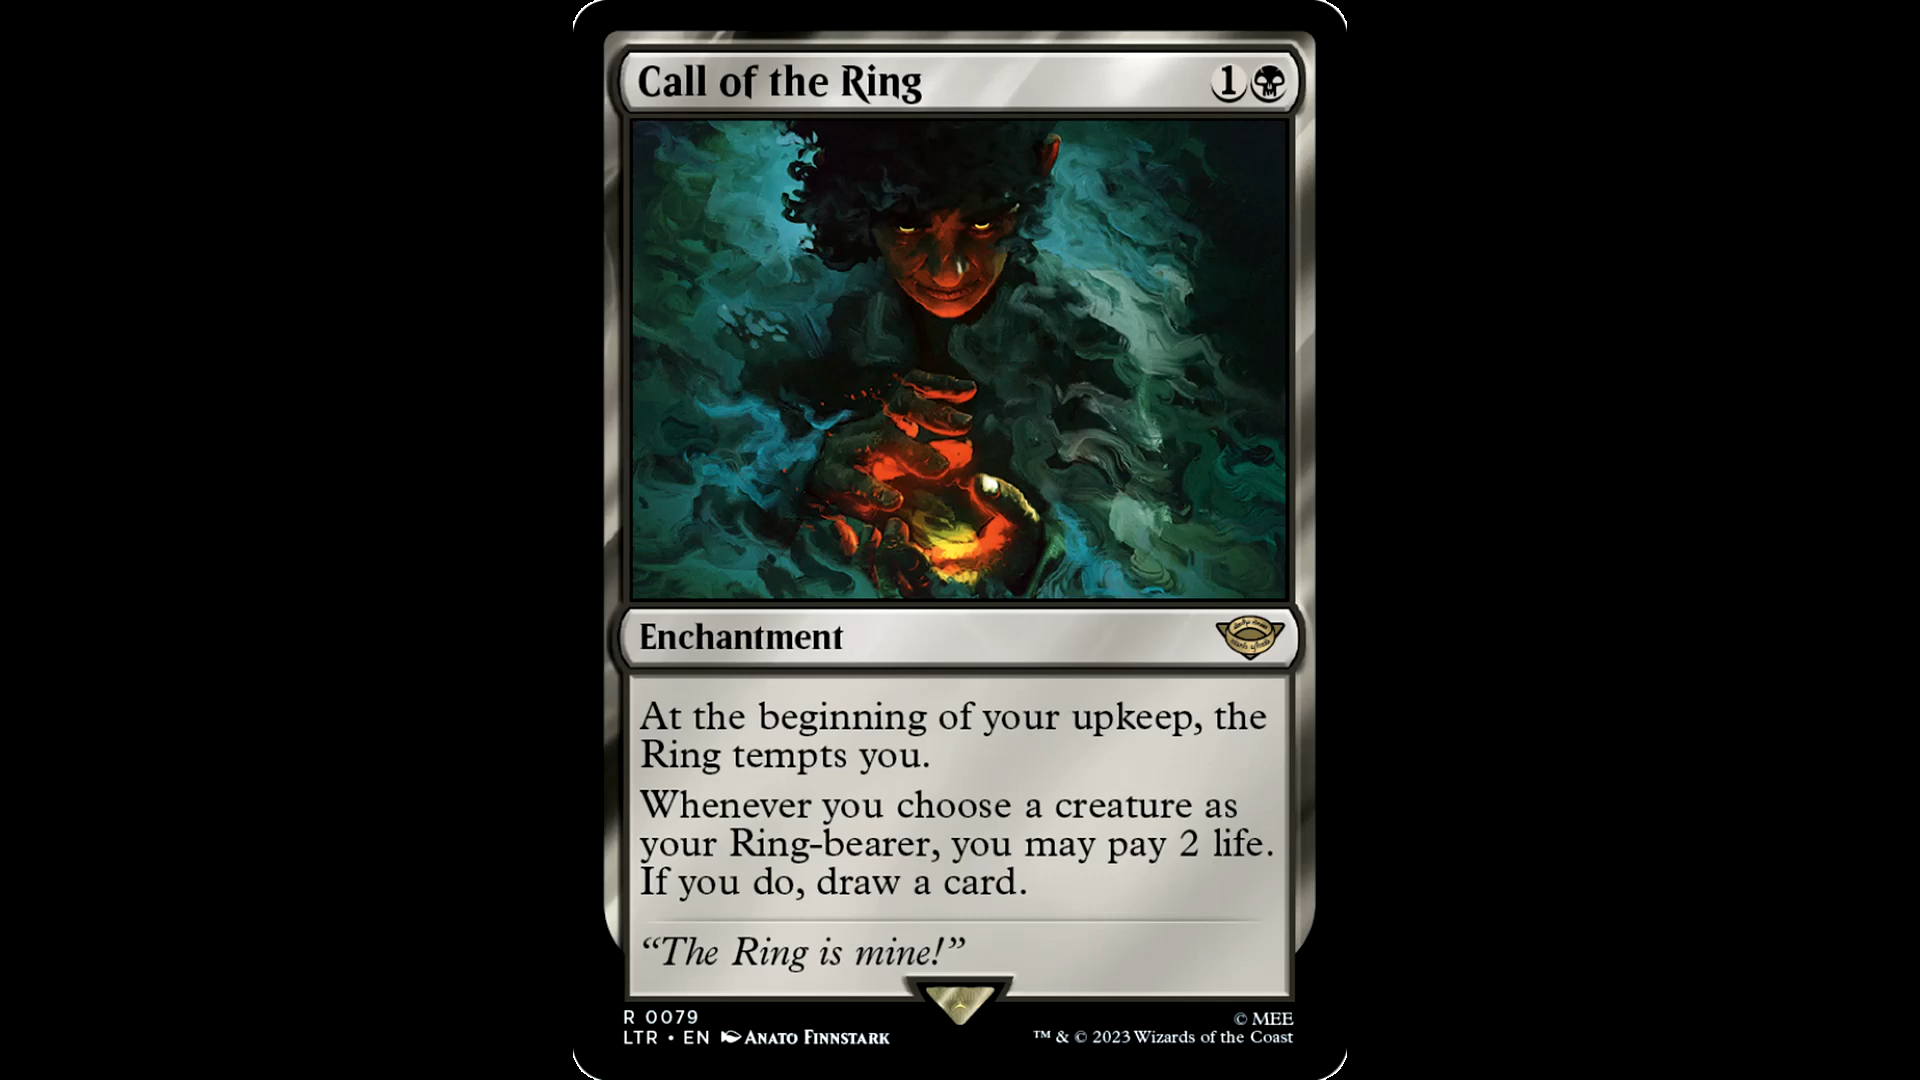 Call of the Ring 1
Enchantment
At the beginning of your upkeep, the
Ring tempts you.
Whenever you choose a creature as
your Ring-bearer, you may pay 2 life.
If you do, draw a card.
“The Ring is mine!”
R 0079
LTR • EN Anato Finnstark
© MEE
™ & © 2023 Wizards of the Coast